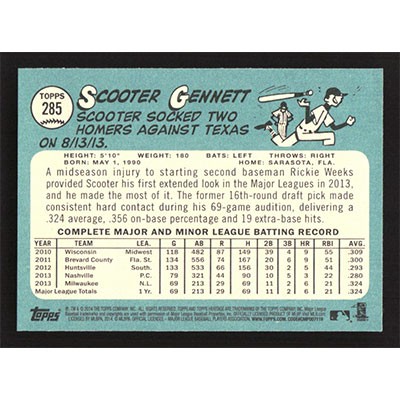 TOPPS
285
SCOOTER GENNETT
SCOOTER SOCKED TWO
HOMERS AGAINST TEXAS
ON 8/13/13.
HEIGHT: 5'10" WEIGHT: 180 BATS: LEFT THROWS: RIGHT
BORN: MAY 1, 1990 HOME: SARASOTA, FLA.
A midseason injury to starting second baseman Rickie Weeks
provided Scooter his first extended look in the Major Leagues in 2013,
and he made the most of it. The former 16th-round draft pick made
consistent contact during his 69-game audition, delivering a
.324 average, .356 on-base percentage and 19 extra-base hits.
COMPLETE MAJOR AND MINOR LEAGUE BATTING RECORD
YEAR TEAM LEA. G AB R H 2B 3B HR RBI AVG.
2010 Wisconsin Midwest 118 482 87 149 39 4 9 55 .309
2011 Brevard County Fla. St. 134 556 74 167 20 6 9 51 .300
2012 Huntsville South. 133 533 66 156 30 2 5 44 .293
2013 Nashville P.C. 79 289 44 90 12 5 3 22
2013 Milwaukee N.L. 69 213 29 69 11 2 6 21 .324
Major League Totals 1 Yr. 69 213 29 69 11 2 6 21 .324
Topps